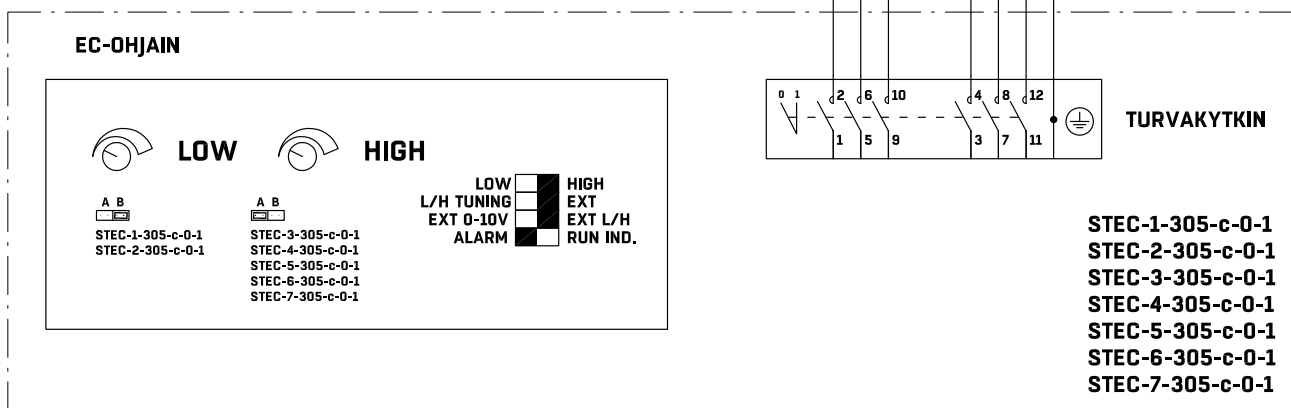 EC-OHJAIN
LOW HIGH
A B
STEC-1-305-c-0-1
STEC-2-305-c-0-1
A B
STEC-3-305-c-0-1
STEC-4-305-c-0-1
STEC-5-305-c-0-1
STEC-6-305-c-0-1
STEC-7-305-c-0-1
LOW HIGH
L/H TUNING EXT
EXT 0-10V EXT L/H
ALARM RUN IND.
0 1 2 6 10 4 8 12
1 5 9 3 7 11
TURVAKYTKIN
STEC-1-305-c-0-1
STEC-2-305-c-0-1
STEC-3-305-c-0-1
STEC-4-305-c-0-1
STEC-5-305-c-0-1
STEC-6-305-c-0-1
STEC-7-305-c-0-1